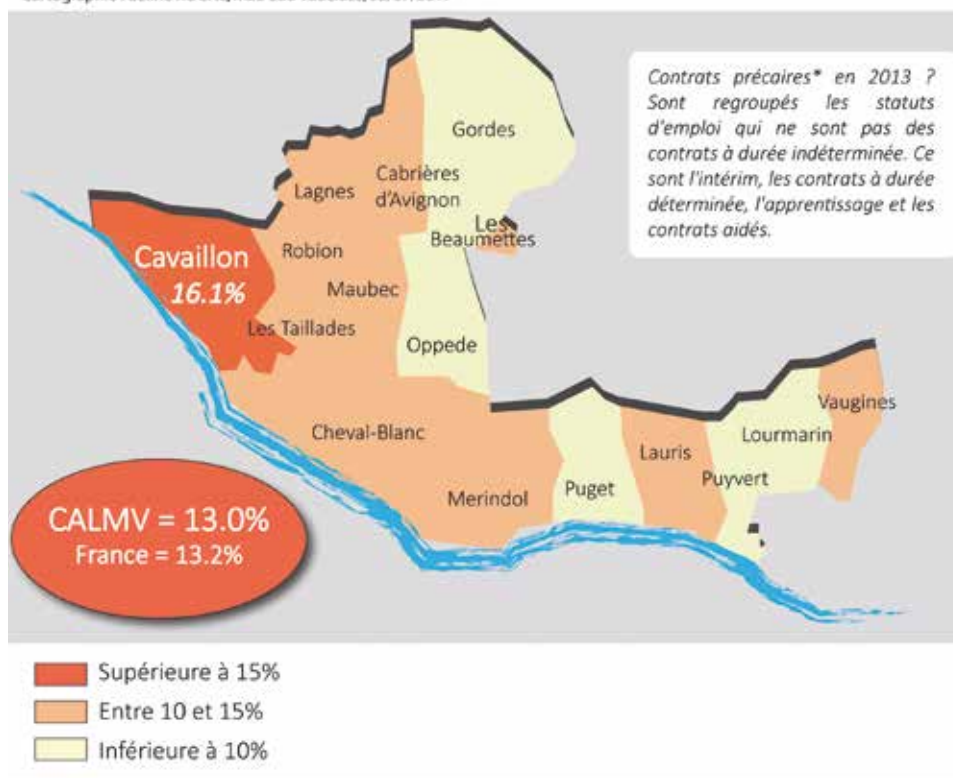 Contrats précaires* en 2013 ?
Sont regroupés les statuts
d'emploi qui ne sont pas des
contrats à durée indéterminée. Ce
sont l'intérim, les contrats à durée
déterminée, l'apprentissage et les
contrats aidés.
Gordes
Cabrières
d'Avignon
Lagnes
Les
Beaumettes
Robion
Cavaillon
16.1%
Maubec
Les Taillades
Oppede
Vaugines
Cheval-Blanc
Lourmarin
Lauris
Puyvert
Merindol
Puget
CALMV = 13.0%
France = 13.2%
Supérieure à 15%
Entre 10 et 15%
Inférieure à 10%